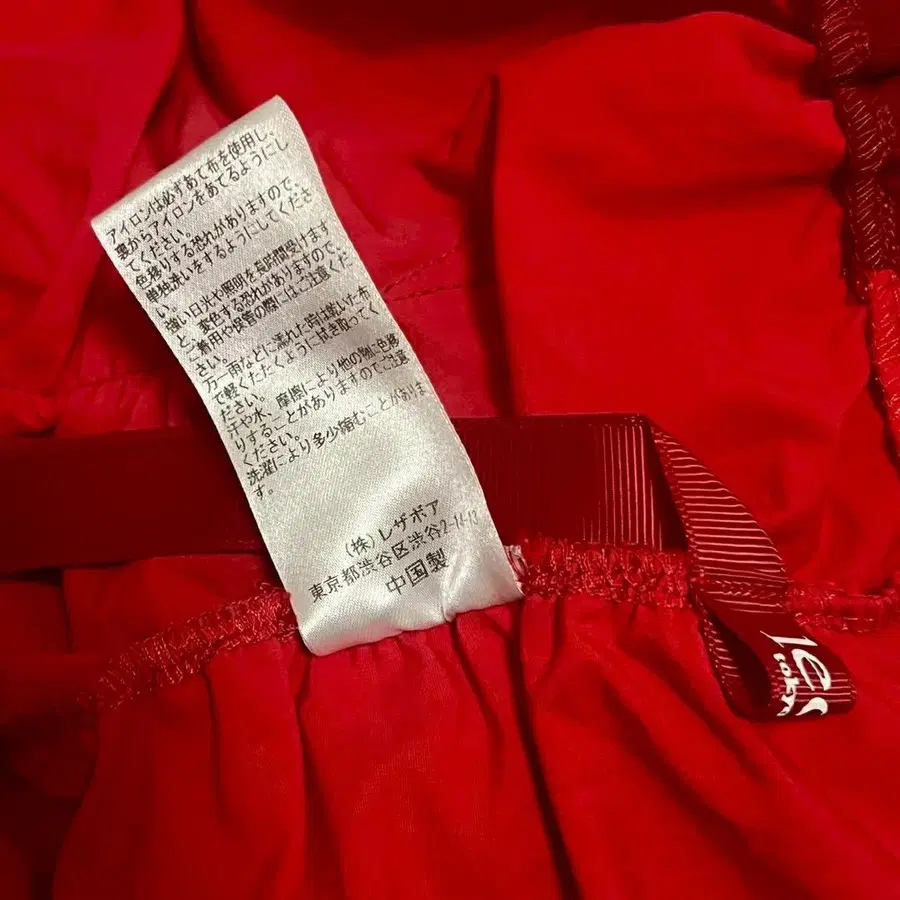 アイロンは必ずあて布を使用し、
裏からアイロンをあてるようにし
てください。
色移りする恐れがありますので、
単独洗いをするようにしてくださ
い。
強い日光や照明を長時間受けます
と、変色する恐れがありますので、
ご着用や保管の際にはご注意くだ
さい。
万一雨などに濡れた時は乾いた布
で軽くたたくように拭き取ってく
ださい。
汗や水、摩擦により他の物に色移
りすることがありますのでご注意
ください。
洗濯により多少縮むことがありま
す。
(株)レザボア
東京都渋谷区渋谷2-14-13
中国製